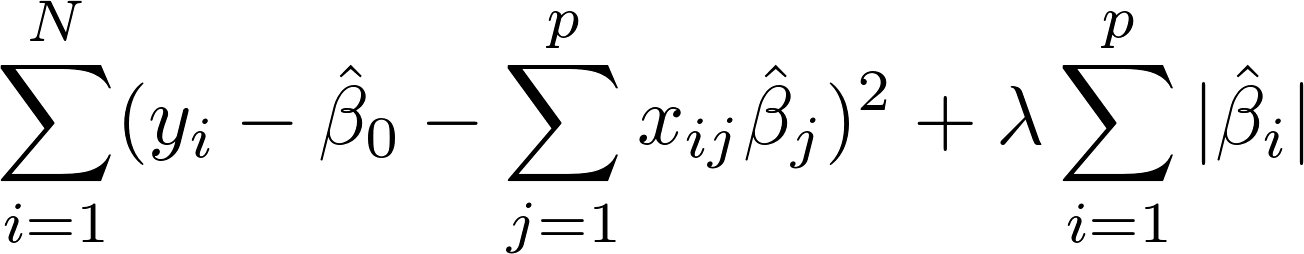 \sum_{i=1}^{N} (y_i - \hat{\beta}_0 - \sum_{j=1}^{p} x_{ij} \hat{\beta}_j)^2 + \lambda \sum_{i=1}^{p} |\hat{\beta}_i|